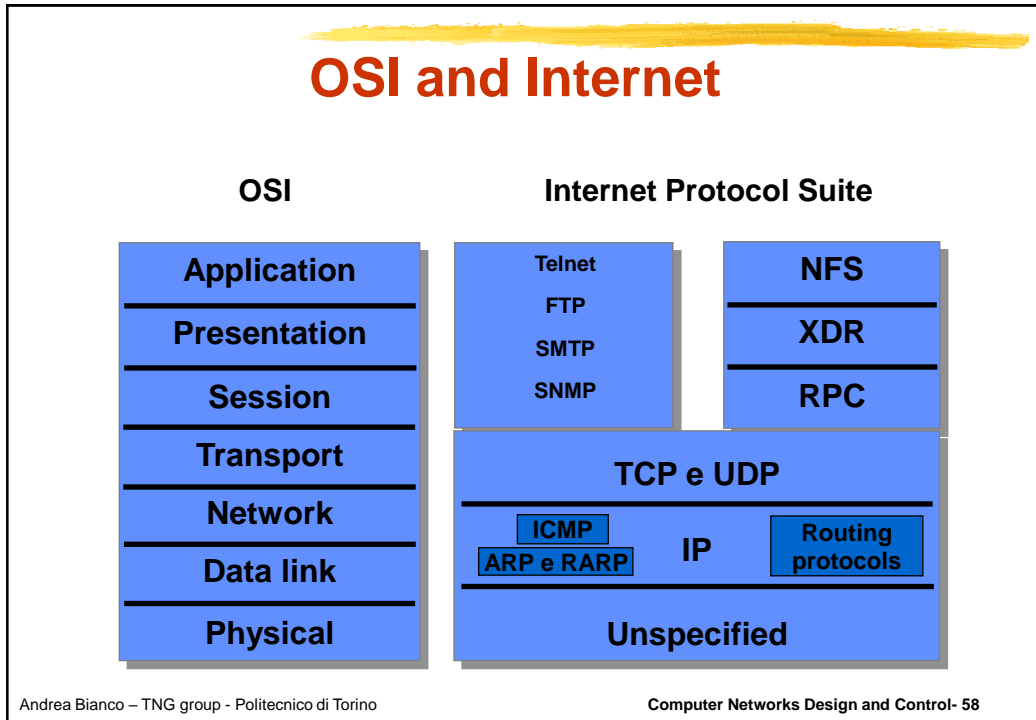 OSI and Internet
OSI
Internet Protocol Suite
Application
Presentation
Session
Transport
Network
Data link
Physical
Telnet
FTP
SMTP
SNMP
NFS
XDR
RPC
TCP e UDP
ICMP
ARP e RARP
IP
Routing
protocols
Unspecified
Andrea Bianco – TNG group - Politecnico di Torino
Computer Networks Design and Control- 58